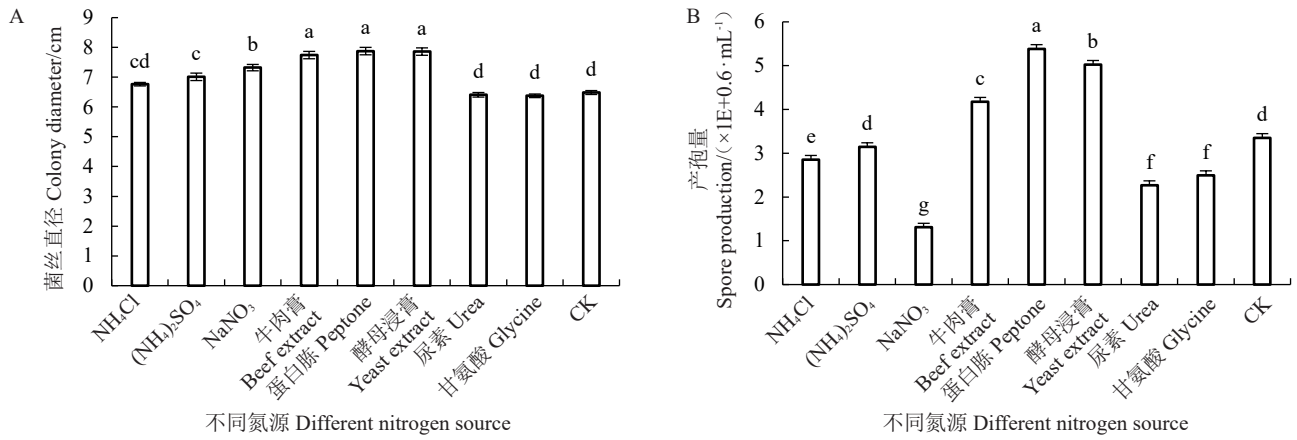 A
菌丝直径 Colony diameter/cm
9
8
7
6
5
4
3
2
1
0
cd
c
b
a
a
a
d
d
d
NH₄Cl
(NH₄)₂SO₄
NaNO₃
牛肉膏
Beef extract
蛋白胨 Peptone
酵母浸膏
Yeast extract
尿素 Urea
甘氨酸 Glycine
CK
不同氮源 Different nitrogen source
B
产孢量
Spore production/(×1E+0.6·mL⁻¹)
6
5
4
3
2
1
0
e
d
g
c
a
b
f
f
d
NH₄Cl
(NH₄)₂SO₄
NaNO₃
牛肉膏
Beef extract
蛋白胨 Peptone
酵母浸膏
Yeast extract
尿素 Urea
甘氨酸 Glycine
CK
不同氮源 Different nitrogen source